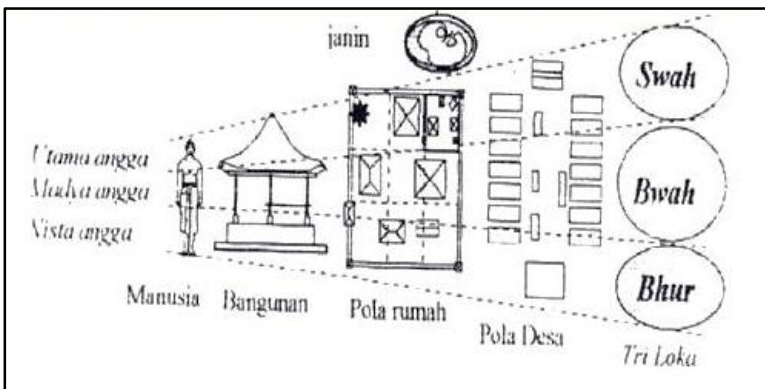 janin
Swah
Utama angga
Madya angga
Nista angga
Bwah
Bhur
Manusia
Bangunan
Pola rumah
Pola Desa
Tri Loka